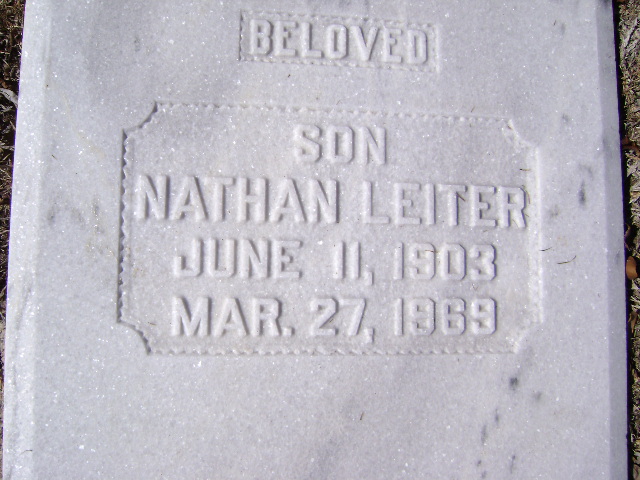 BELOVED
SON
NATHAN LEITER
JUNE 11, 1903
MAR. 27, 1969